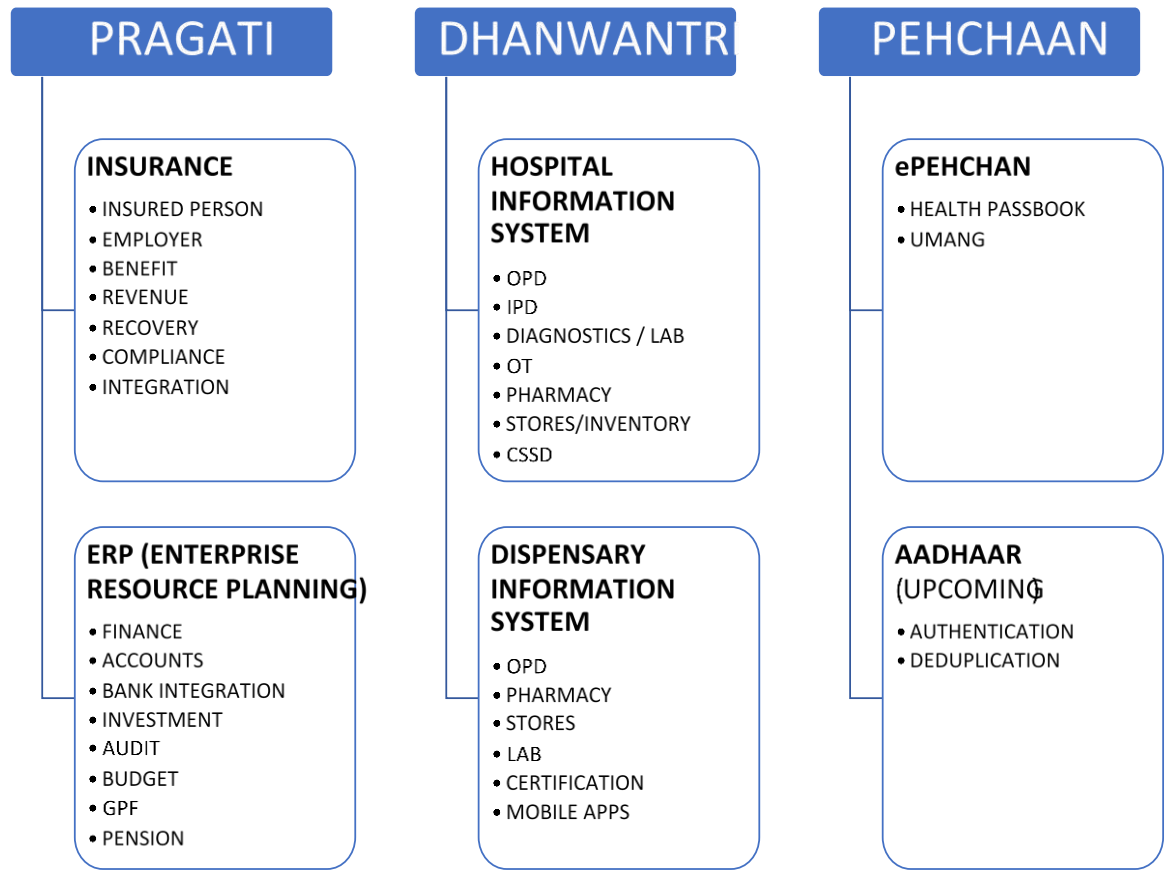 PRAGATI
INSURANCE
• INSURED PERSON
• EMPLOYER
• BENEFIT
• REVENUE
• RECOVERY
• COMPLIANCE
• INTEGRATION
ERP (ENTERPRISE
RESOURCE PLANNING)
• FINANCE
• ACCOUNTS
• BANK INTEGRATION
• INVESTMENT
• AUDIT
• BUDGET
• GPF
• PENSION
DHANWANTRI
HOSPITAL
INFORMATION
SYSTEM
• OPD
• IPD
• DIAGNOSTICS / LAB
• OT
• PHARMACY
• STORES/INVENTORY
• CSSD
DISPENSARY
INFORMATION
SYSTEM
• OPD
• PHARMACY
• STORES
• LAB
• CERTIFICATION
• MOBILE APPS
PEHCHAAN
ePEHCHAN
• HEALTH PASSBOOK
• UMANG
AADHAAR
(UPCOMING)
• AUTHENTICATION
• DEDUPLICATION